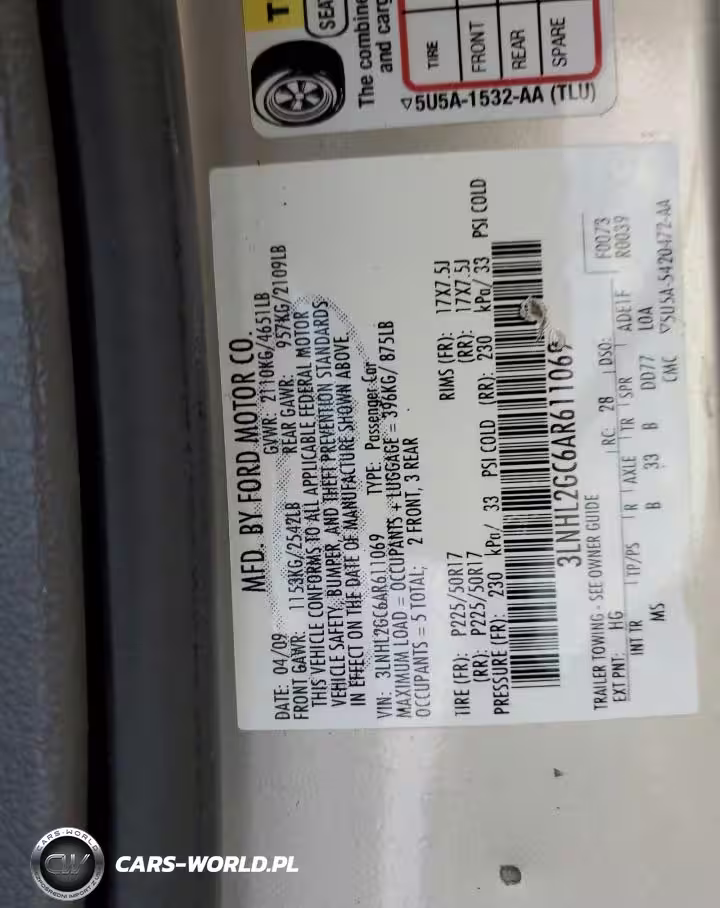 T
SEAT
The combine
and carg
TIRE
FRONT
REAR
SPARE
▽5U5A-1532-AA (TLU)
MFD. BY FORD MOTOR CO.
DATE: 04/09 GVWR: 2110KG/4651LB
FRONT GAWR: 1153KG/2542LB REAR GAWR: 957KG/2109LB
THIS VEHICLE CONFORMS TO ALL APPLICABLE FEDERAL MOTOR
VEHICLE SAFETY, BUMPER, AND THEFT PREVENTION STANDARDS
IN EFFECT ON THE DATE OF MANUFACTURE SHOWN ABOVE.
VIN: 3LNHL2GC6AR611069 TYPE: Passenger Car
MAXIMUM LOAD = OCCUPANTS + LUGGAGE = 396KG/ 875LB
OCCUPANTS = 5 TOTAL; 2 FRONT, 3 REAR
TIRE (FR): P225/50R17 RIMS (FR): 17X7.5J
(RR): P225/50R17 (RR): 17X7.5J
PRESSURE (FR): 230 kPa/ 33 PSI COLD (RR): 230 kPa/ 33 PSI COLD
3LNHL2GC6AR611069
TRAILER TOWING - SEE OWNER GUIDE F0073
EXT PNT: HG RC: 28 DSO: R0039
INT TR TP/PS R AXLE TR SPR ADE1F
MS B 33 B DD77 L0A
CMC ▽5U5A-5420472-AA
CARS-WORLD
CW
CARS-WORLD.PL